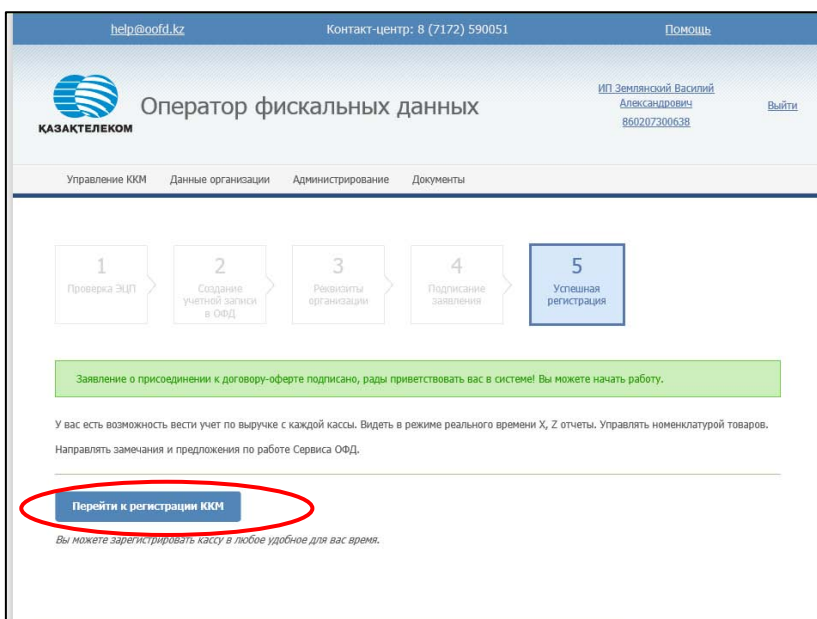 help@oofd.kz Контакт-центр: 8 (7172) 590051 Помощь
ҚАЗАҚТЕЛЕКОМ
Оператор фискальных данных
ИП Землянский Василий
Александрович
860207300638
Выйти
Управление ККМ Данные организации Администрирование Документы
1
Проверка ЭЦП
2
Создание
учетной записи
в ОФД
3
Реквизиты
организации
4
Подписание
заявления
5
Успешная
регистрация
Заявление о присоединении к договору-оферте подписано, рады приветствовать вас в системе! Вы можете начать работу.
У вас есть возможность вести учет по выручке с каждой кассы. Видеть в режиме реального времени X, Z отчеты. Управлять номенклатурой товаров.
Направлять замечания и предложения по работе Сервиса ОФД.
Перейти к регистрации ККМ
Вы можете зарегистрировать кассу в любое удобное для вас время.